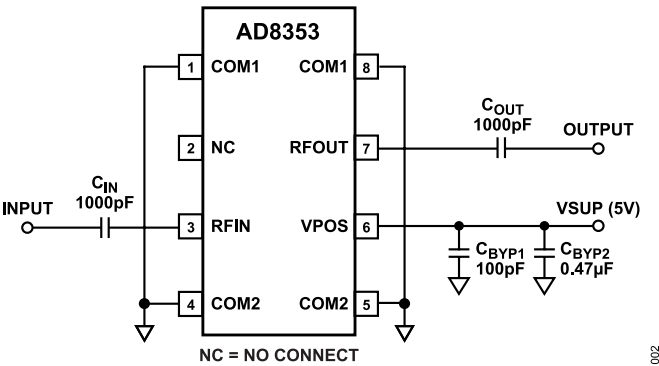 AD8353
1 COM1 COM1 8
C_OUT
1000pF
OUTPUT
2 NC RFOUT 7
C_IN
1000pF
INPUT
VSUP (5V)
3 RFIN VPOS 6
C_BYP1
100pF
C_BYP2
0.47µF
4 COM2 COM2 5
NC = NO CONNECT
002